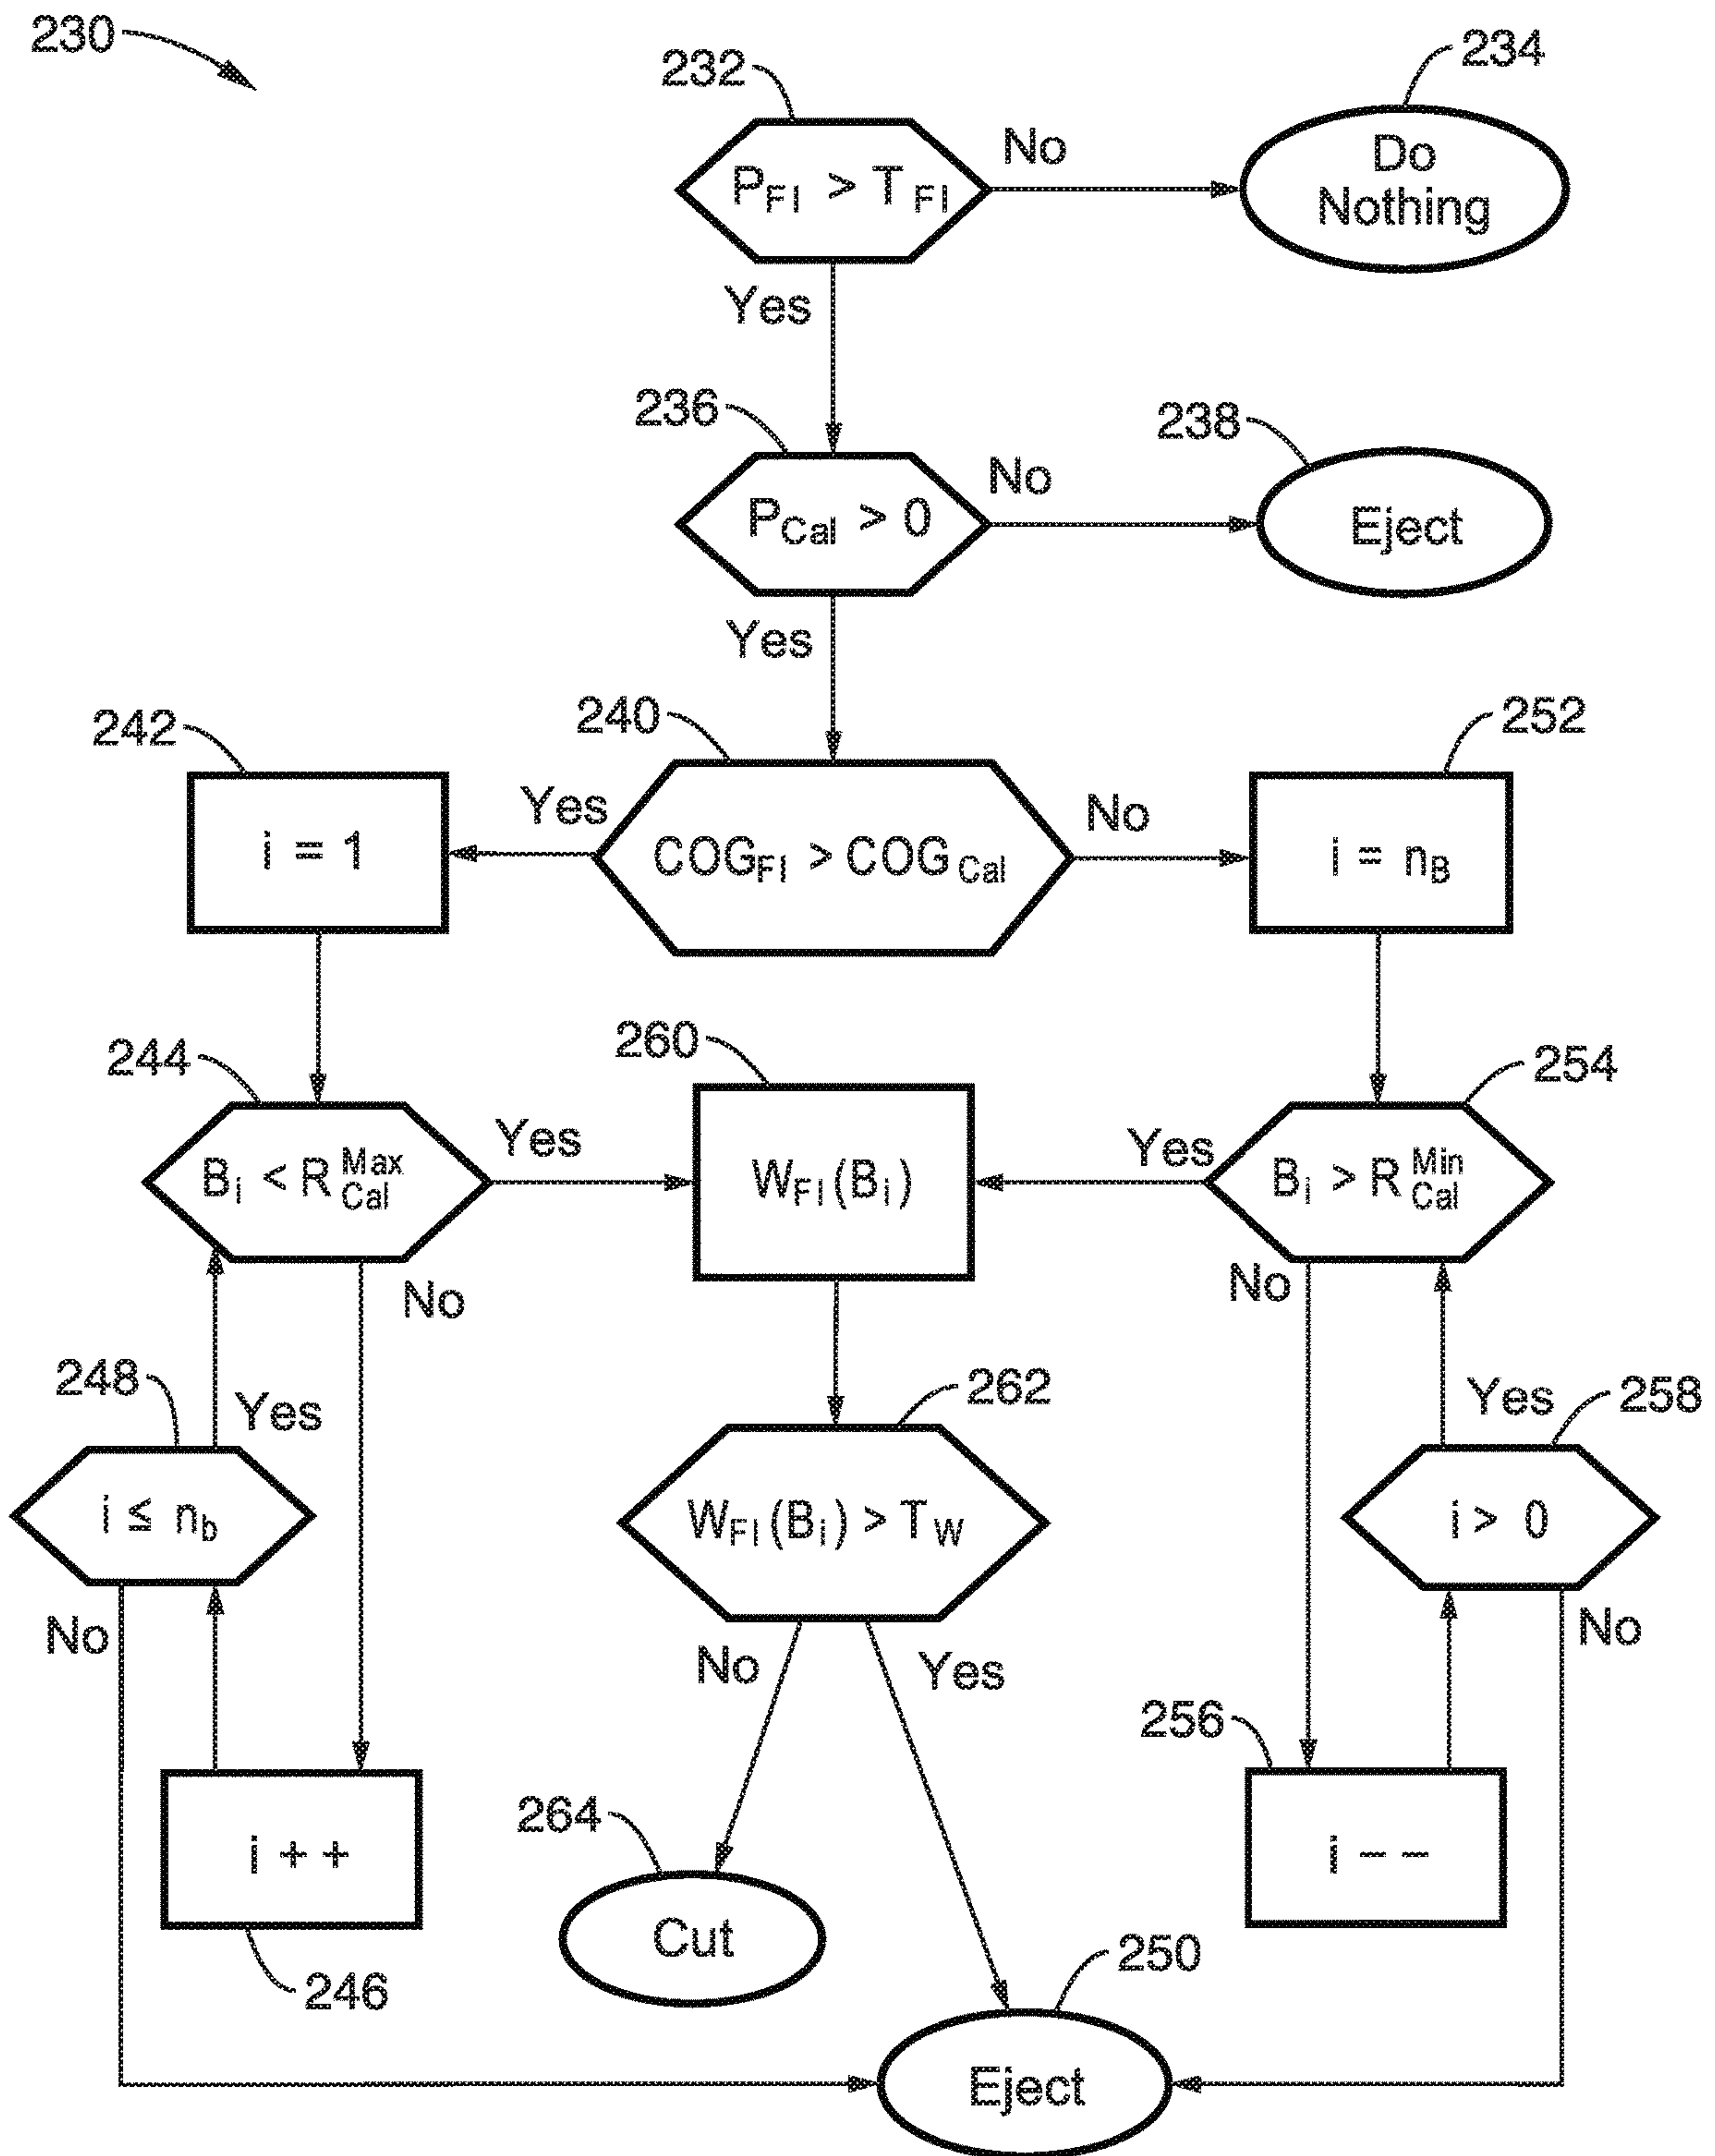 230
232
234
P_FI > T_FI
No
Do
Nothing
Yes
236
238
P_Cal > 0
No
Eject
Yes
242
240
252
i = 1
Yes
COG_FI > COG_Cal
No
i = n_B
244
260
254
B_i < R_Cal^Max
Yes
W_FI(B_i)
Yes
B_i > R_Cal^Min
No
No
248
Yes
262
Yes
258
i ≤ n_b
W_FI(B_i) > T_W
i > 0
No
No
Yes
No
256
264
i + +
Cut
i - -
246
250
Eject